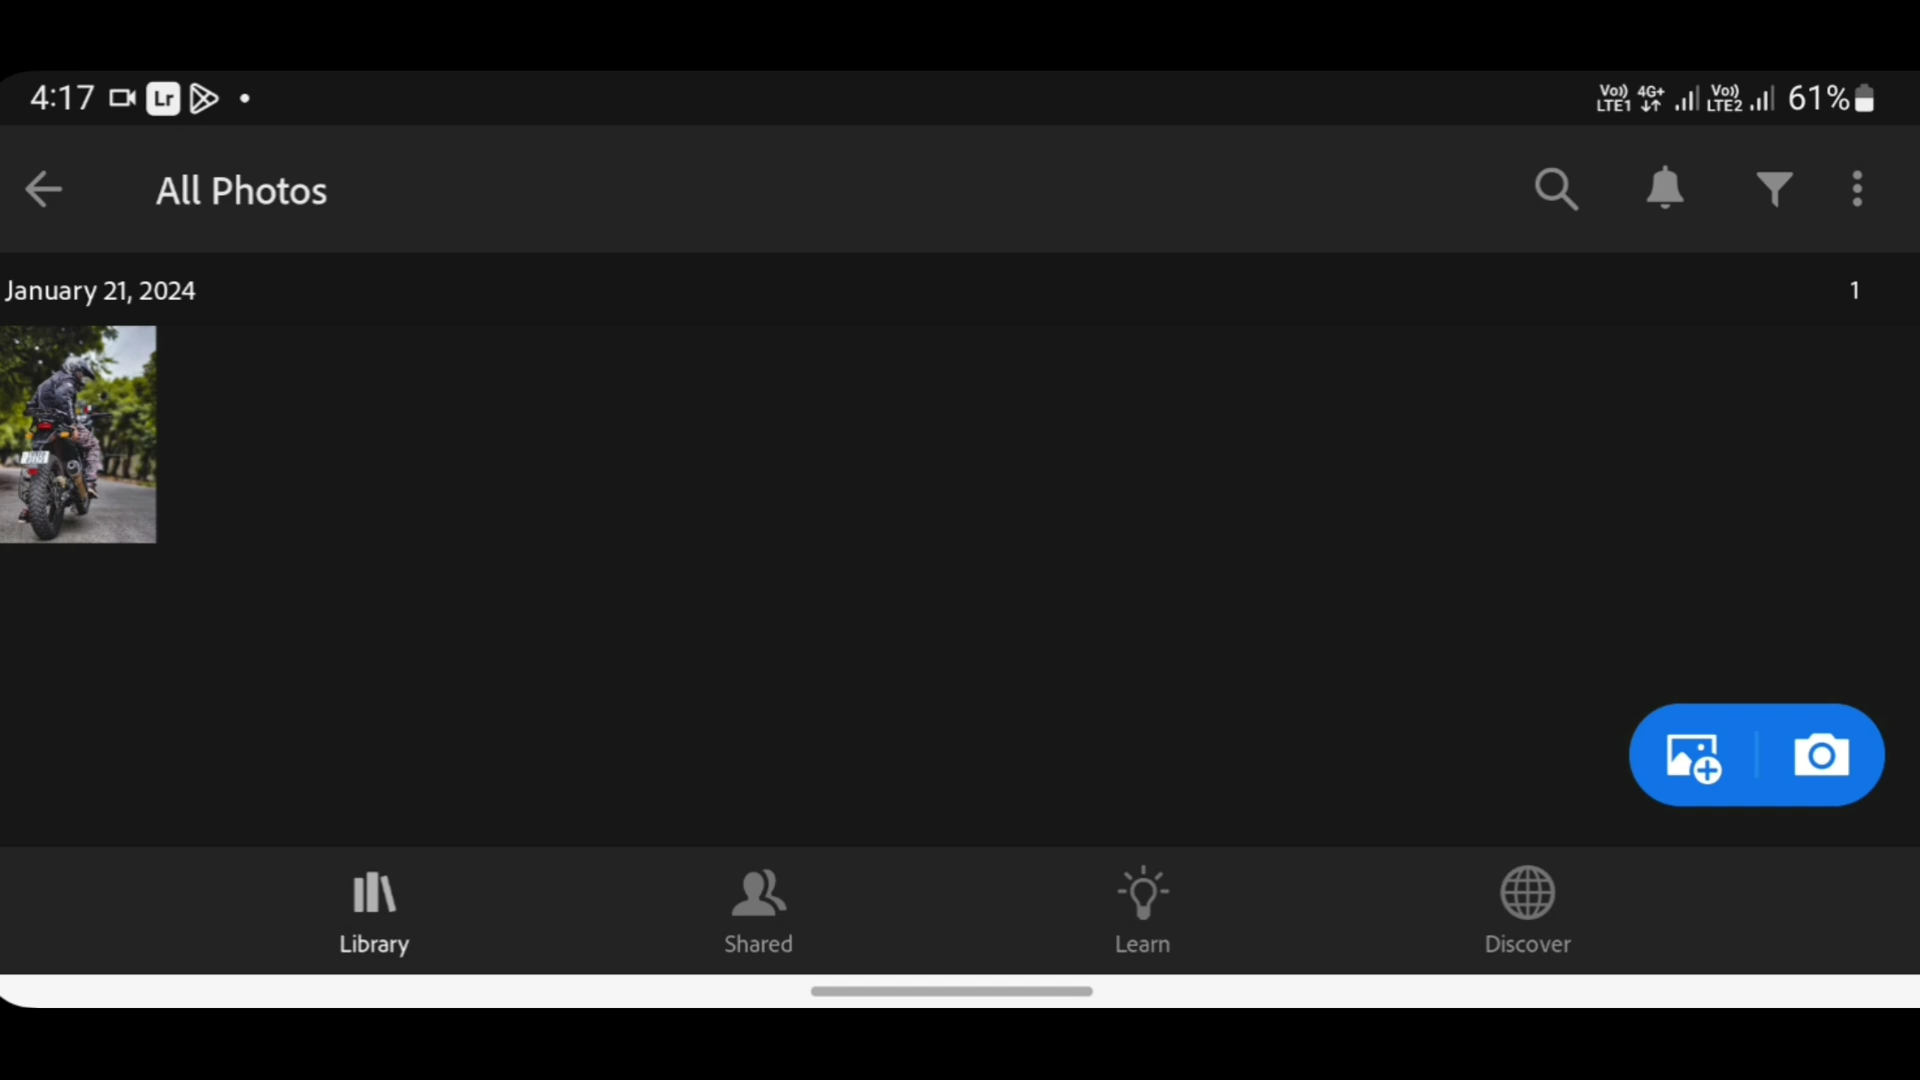 4:17 Lr Vo)) LTE1 4G+ Vo)) LTE2 61%
All Photos
January 21, 2024 1
Library Shared Learn Discover